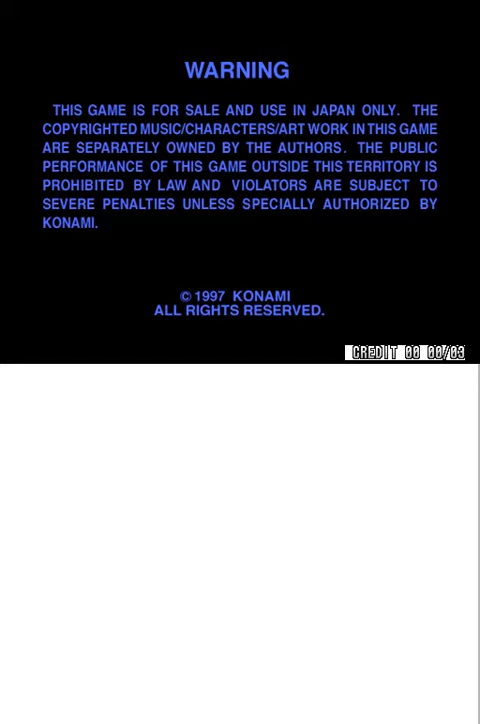 WARNING
THIS GAME IS FOR SALE AND USE IN JAPAN ONLY. THE
COPYRIGHTED MUSIC/CHARACTERS/ART WORK IN THIS GAME
ARE SEPARATELY OWNED BY THE AUTHORS. THE PUBLIC
PERFORMANCE OF THIS GAME OUTSIDE THIS TERRITORY IS
PROHIBITED BY LAW AND VIOLATORS ARE SUBJECT TO
SEVERE PENALTIES UNLESS SPECIALLY AUTHORIZED BY
KONAMI.
© 1997 KONAMI
ALL RIGHTS RESERVED.
CREDIT 00 00/03